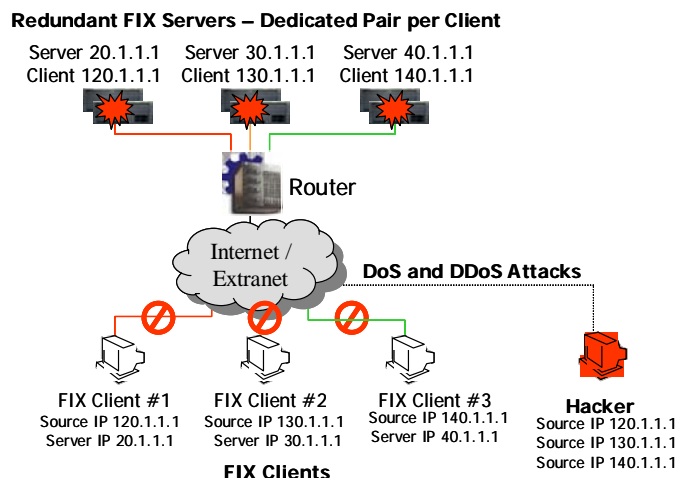 Redundant FIX Servers – Dedicated Pair per Client
Server 20.1.1.1
Client 120.1.1.1
Server 30.1.1.1
Client 130.1.1.1
Server 40.1.1.1
Client 140.1.1.1
Router
Internet /
Extranet
DoS and DDoS Attacks
FIX Client #1
Source IP 120.1.1.1
Server IP 20.1.1.1
FIX Client #2
Source IP 130.1.1.1
Server IP 30.1.1.1
FIX Client #3
Source IP 140.1.1.1
Server IP 40.1.1.1
Hacker
Source IP 120.1.1.1
Source IP 130.1.1.1
Source IP 140.1.1.1
FIX Clients